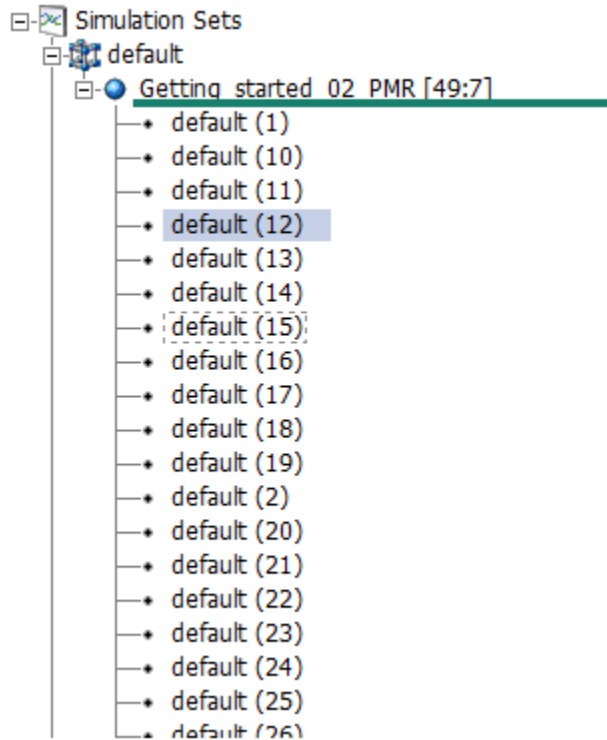 Simulation Sets
default
Getting_started_02_PMR [49:7]
default (1)
default (10)
default (11)
default (12)
default (13)
default (14)
default (15)
default (16)
default (17)
default (18)
default (19)
default (2)
default (20)
default (21)
default (22)
default (23)
default (24)
default (25)
default (26)